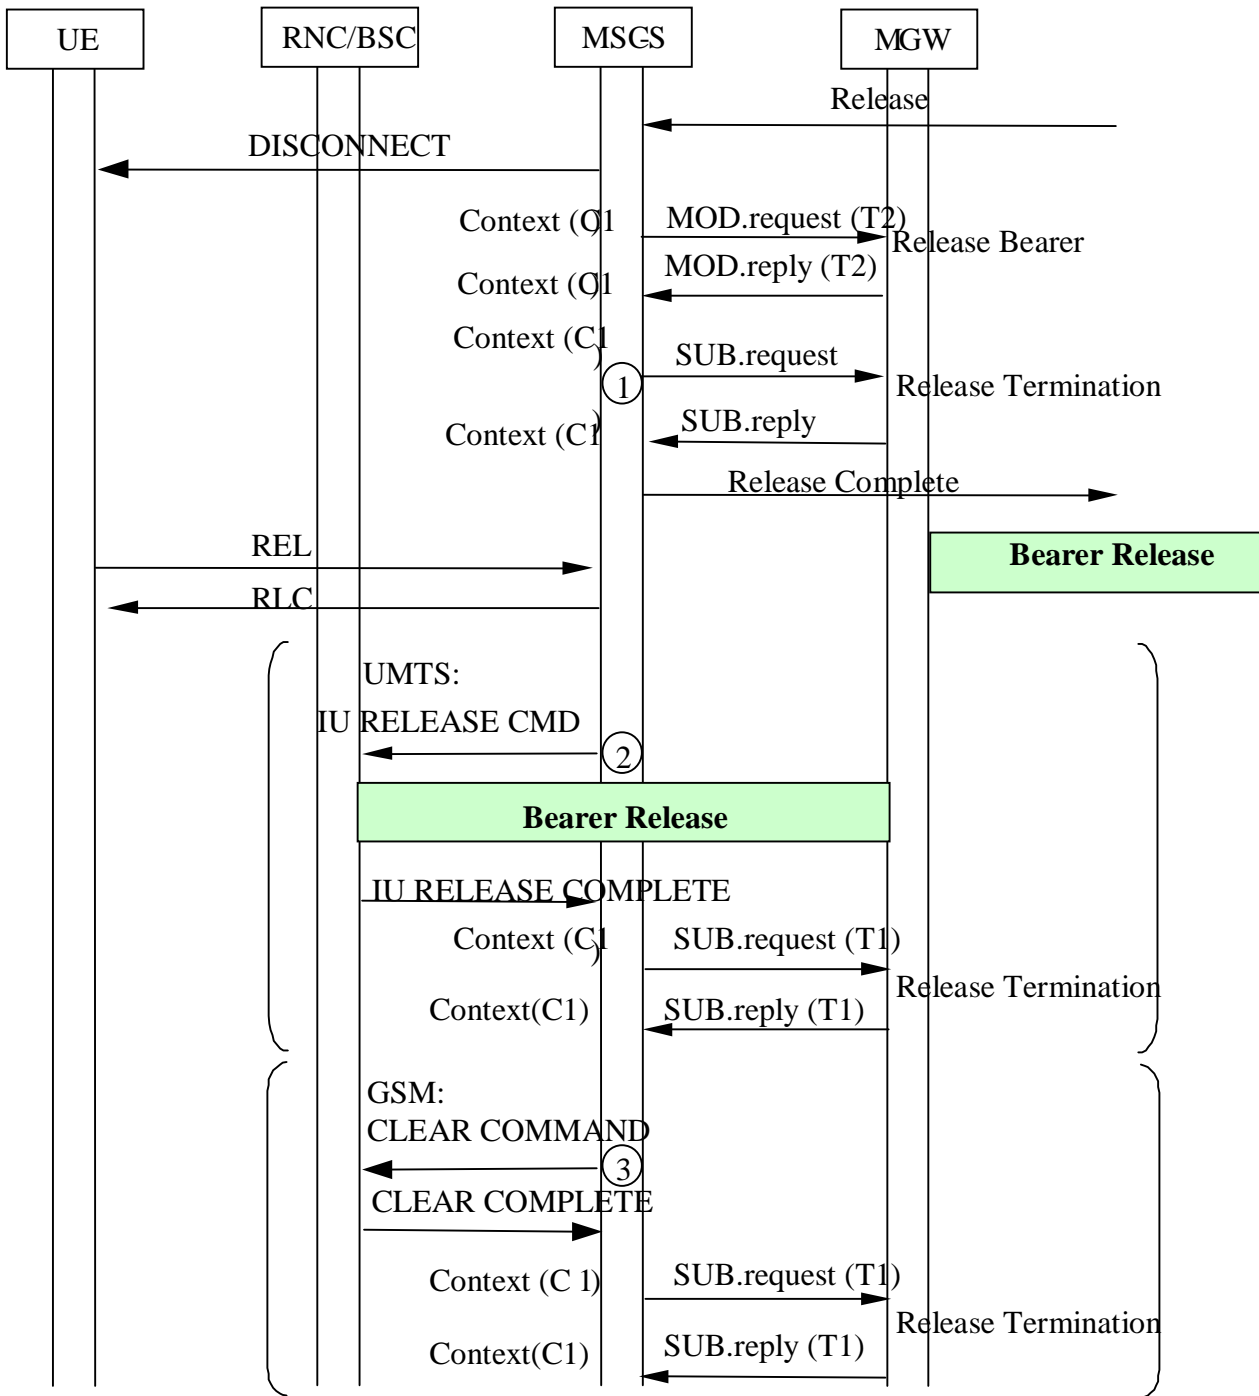 UE
RNC/BSC
MSC-S
MGW
Release
DISCONNECT
Context (C1)
MOD.request (T2)
Release Bearer
Context (C1)
MOD.reply (T2)
Context (C1)
SUB.request
1
Release Termination
Context (C1)
SUB.reply
Release Complete
REL
Bearer Release
RLC
UMTS:
IU RELEASE CMD
2
Bearer Release
IU RELEASE COMPLETE
Context (C1)
SUB.request (T1)
Release Termination
Context(C1)
SUB.reply (T1)
GSM:
CLEAR COMMAND
3
CLEAR COMPLETE
Context (C 1)
SUB.request (T1)
Release Termination
Context(C1)
SUB.reply (T1)